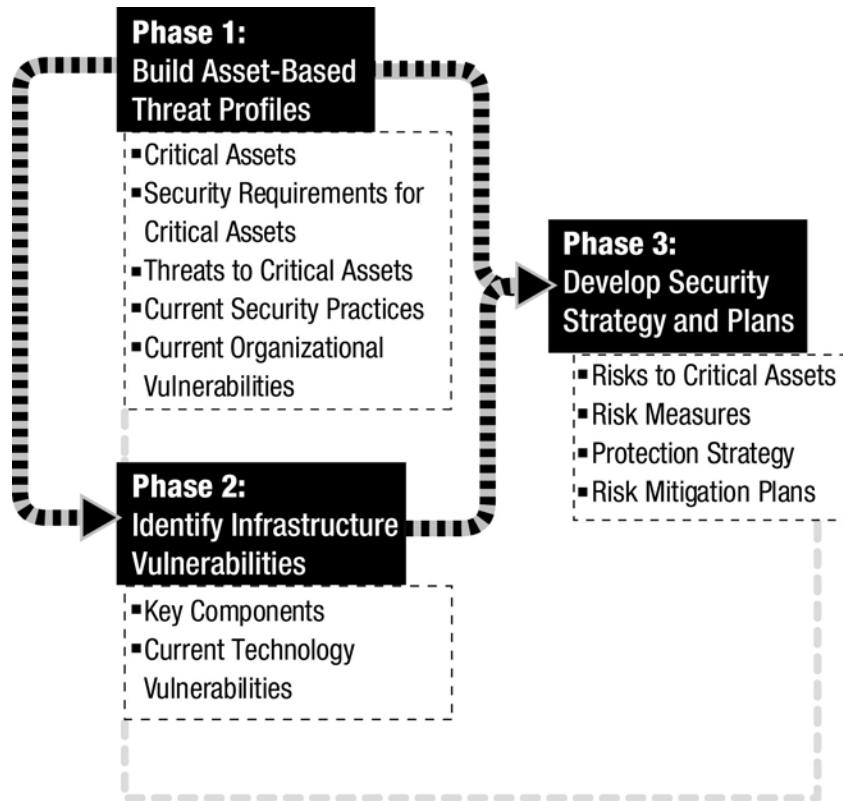 Phase 1:
Build Asset-Based
Threat Profiles
▪Critical Assets
▪Security Requirements for
Critical Assets
▪Threats to Critical Assets
▪Current Security Practices
▪Current Organizational
Vulnerabilities
Phase 2:
Identify Infrastructure
Vulnerabilities
▪Key Components
▪Current Technology
Vulnerabilities
Phase 3:
Develop Security
Strategy and Plans
▪Risks to Critical Assets
▪Risk Measures
▪Protection Strategy
▪Risk Mitigation Plans